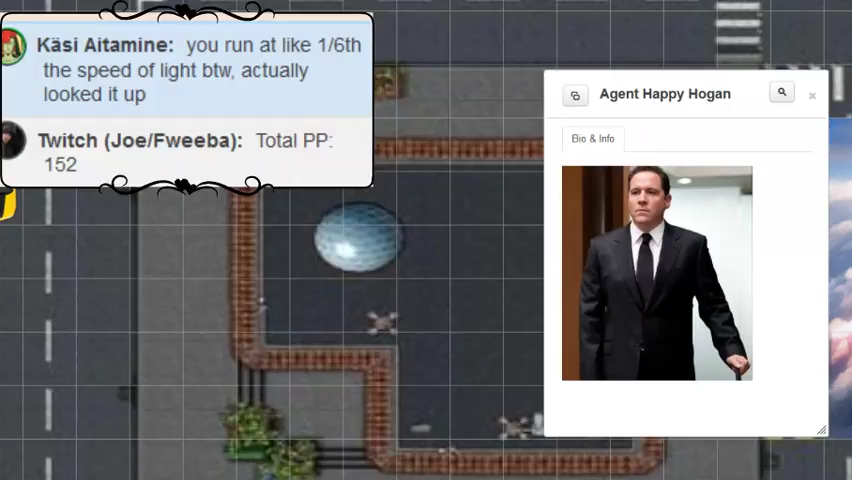 Käsi Aitamine: you run at like 1/6th
the speed of light btw, actually
looked it up
Twitch (Joe/Fweeba): Total PP:
152
Agent Happy Hogan
Bio & Info